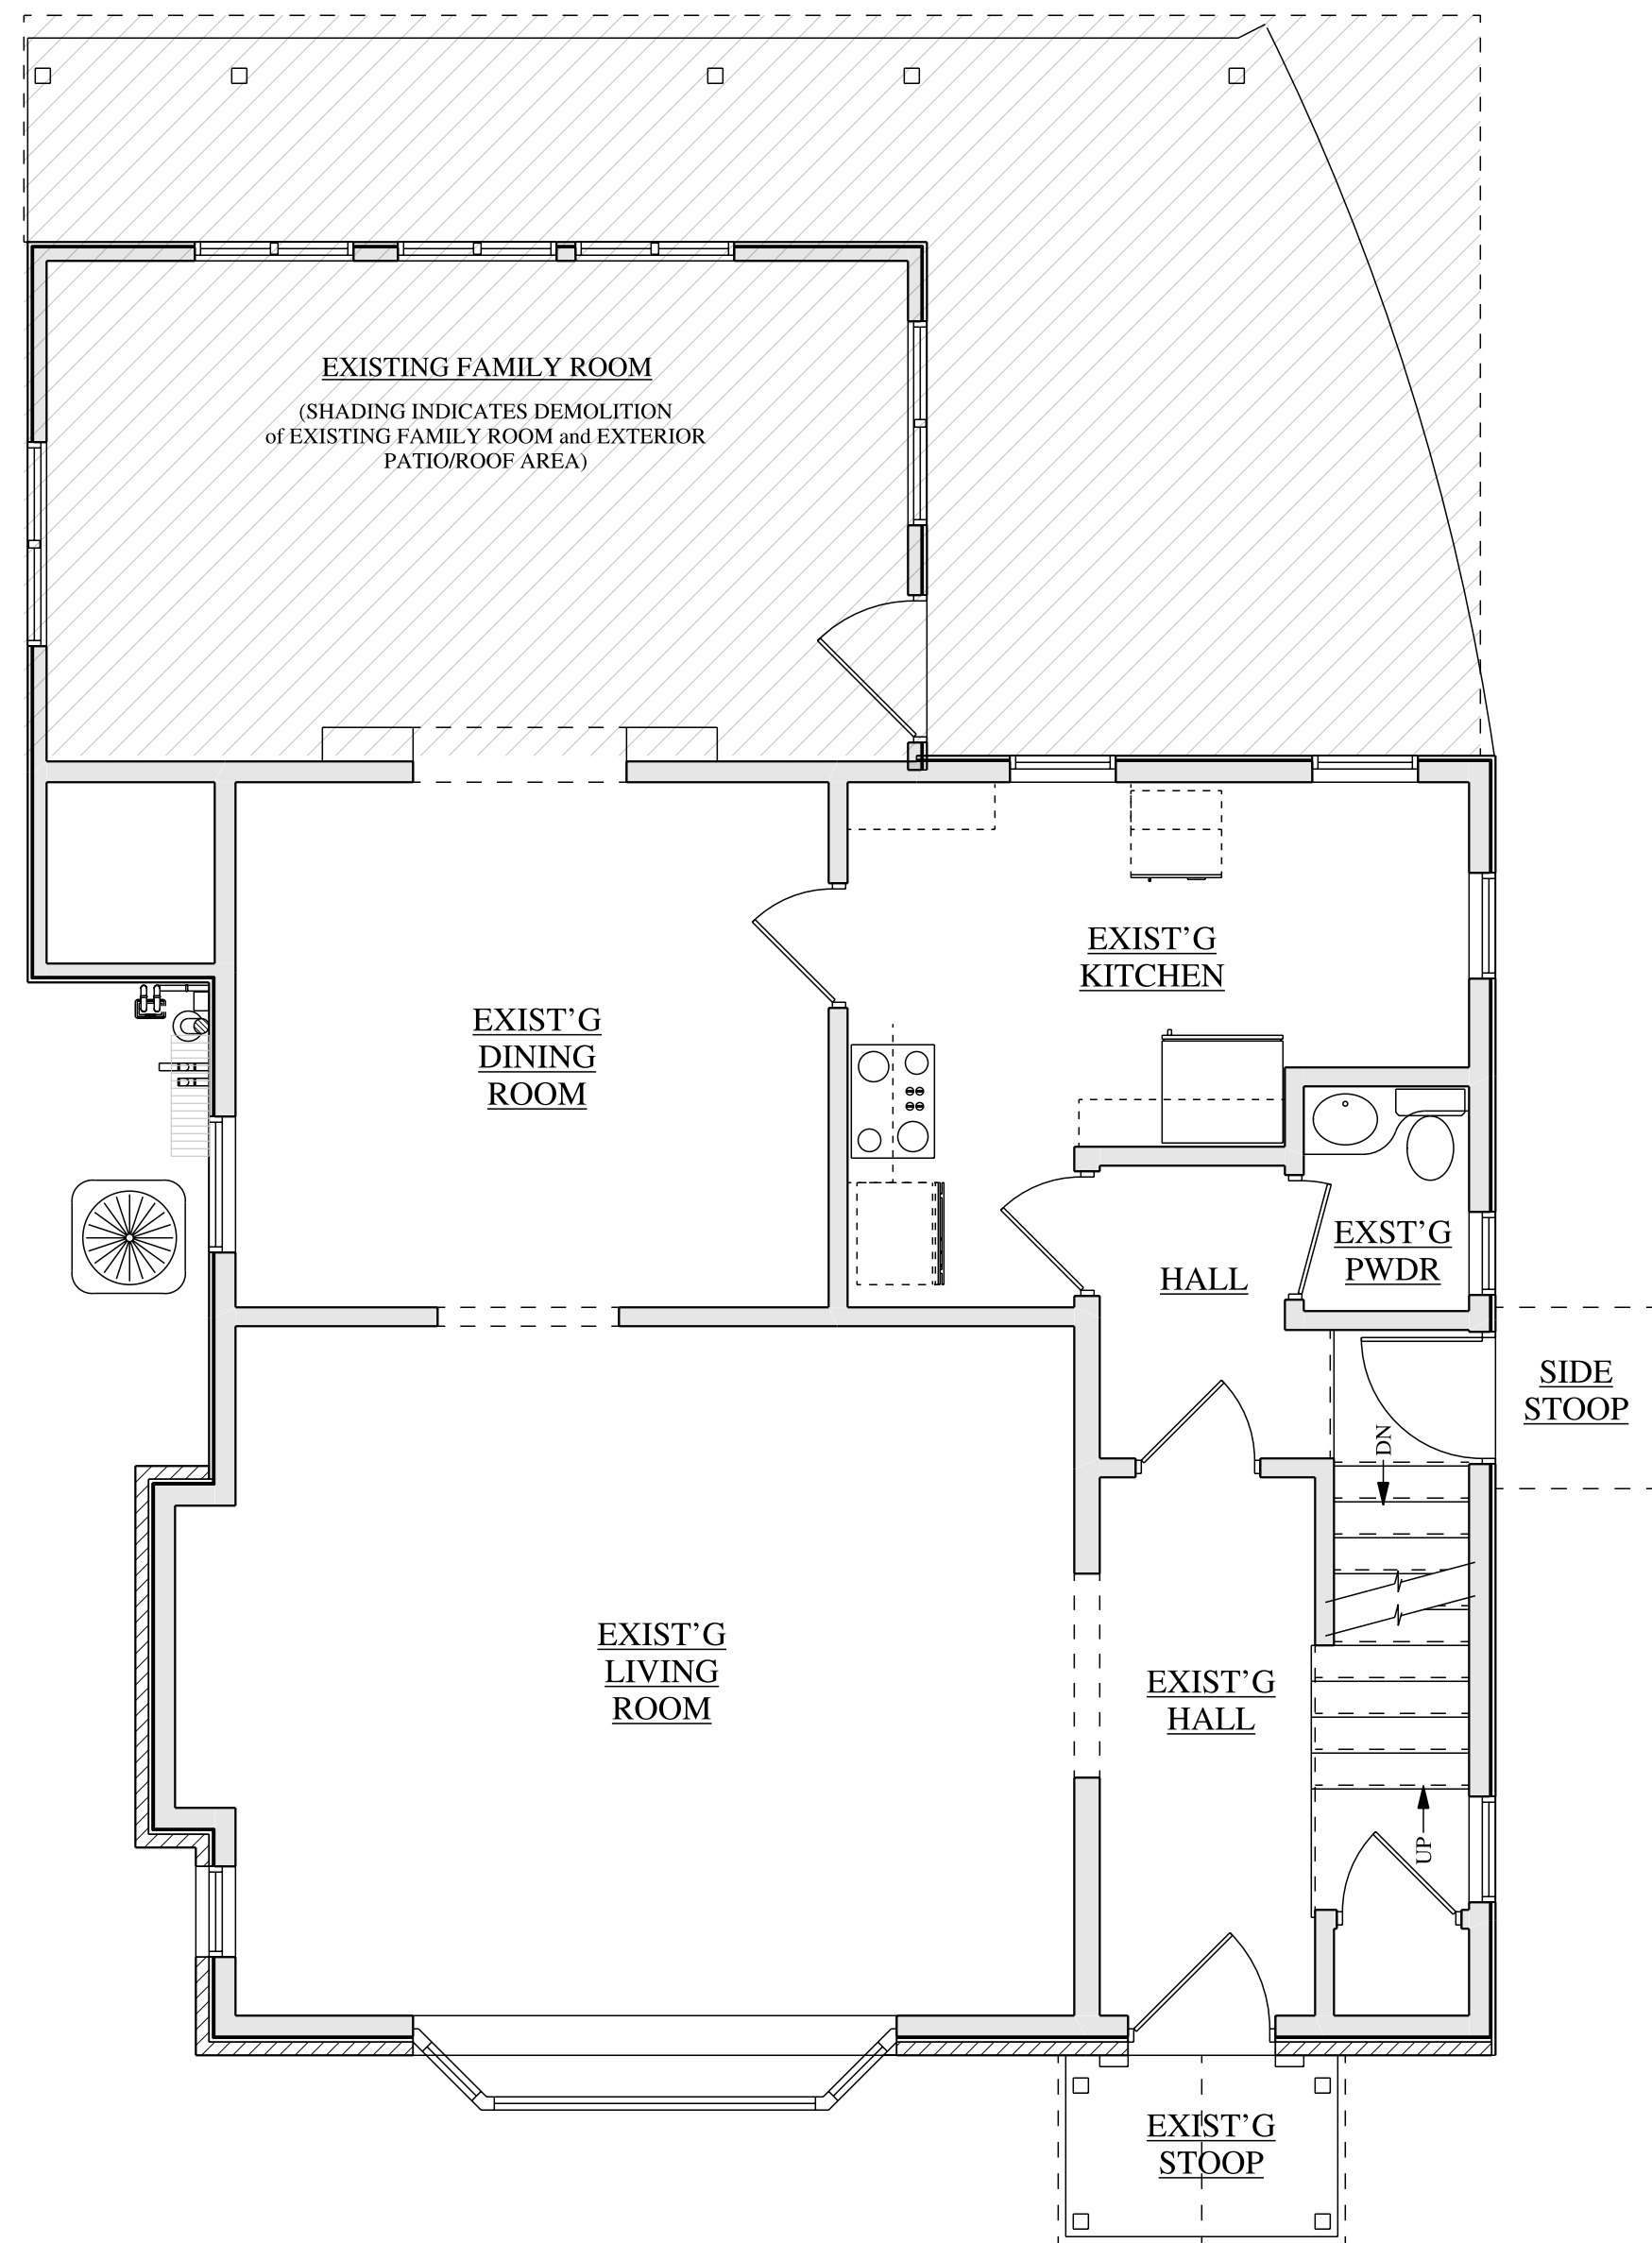 EXISTING FAMILY ROOM
(SHADING INDICATES DEMOLITION
of EXISTING FAMILY ROOM and EXTERIOR
PATIO/ROOF AREA)
EXIST'G
KITCHEN
EXIST'G
DINING
ROOM
EXST'G
PWDR
HALL
SIDE
STOOP
DN
EXIST'G
LIVING
ROOM
EXIST'G
HALL
UP
EXIST'G
STOOP